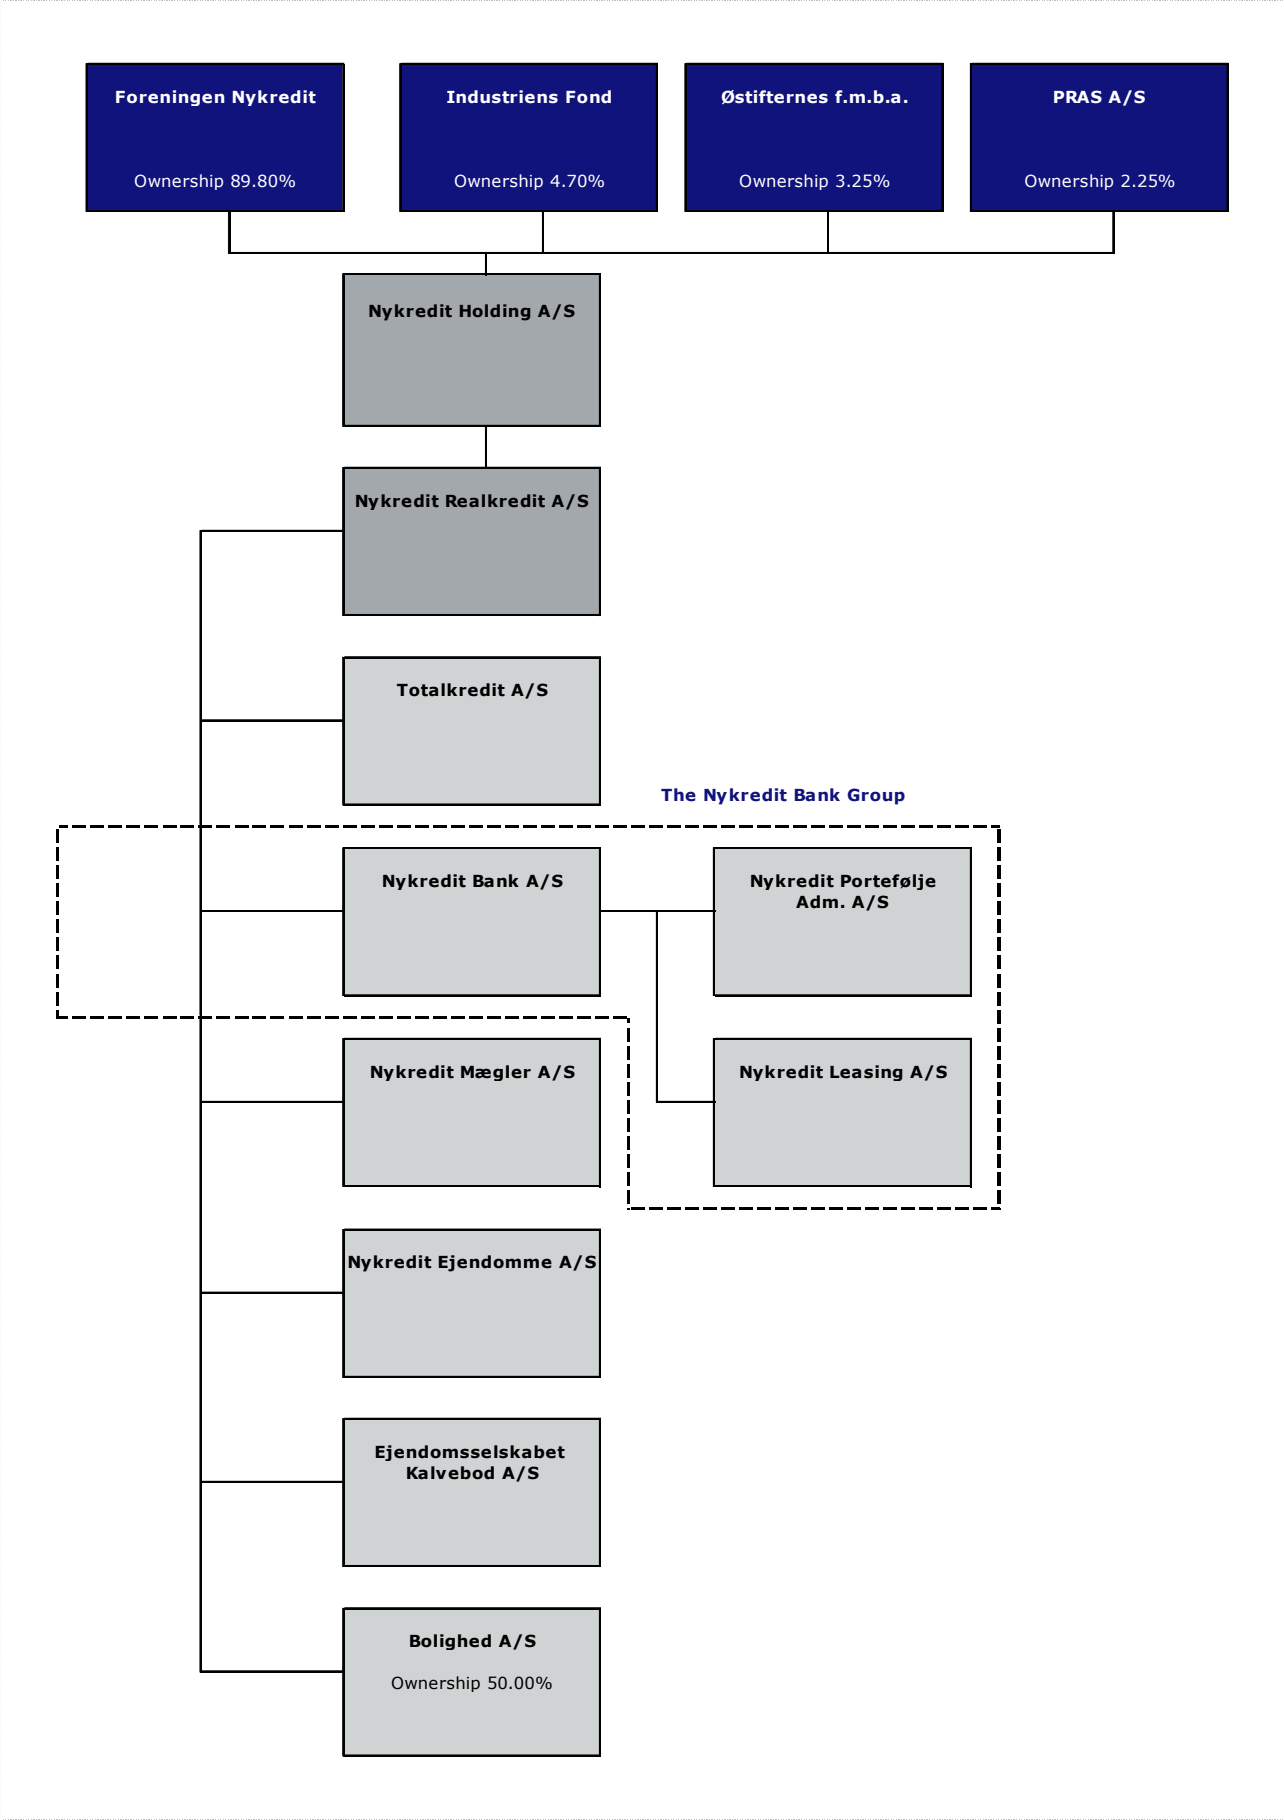 Foreningen Nykredit
Ownership 89.80%
Industriens Fond
Ownership 4.70%
Østifternes f.m.b.a.
Ownership 3.25%
PRAS A/S
Ownership 2.25%
Nykredit Holding A/S
Nykredit Realkredit A/S
Totalkredit A/S
The Nykredit Bank Group
Nykredit Bank A/S
Nykredit Portefølje
Adm. A/S
Nykredit Mægler A/S
Nykredit Leasing A/S
Nykredit Ejendomme A/S
Ejendomsselskabet
Kalvebod A/S
Bolighed A/S
Ownership 50.00%